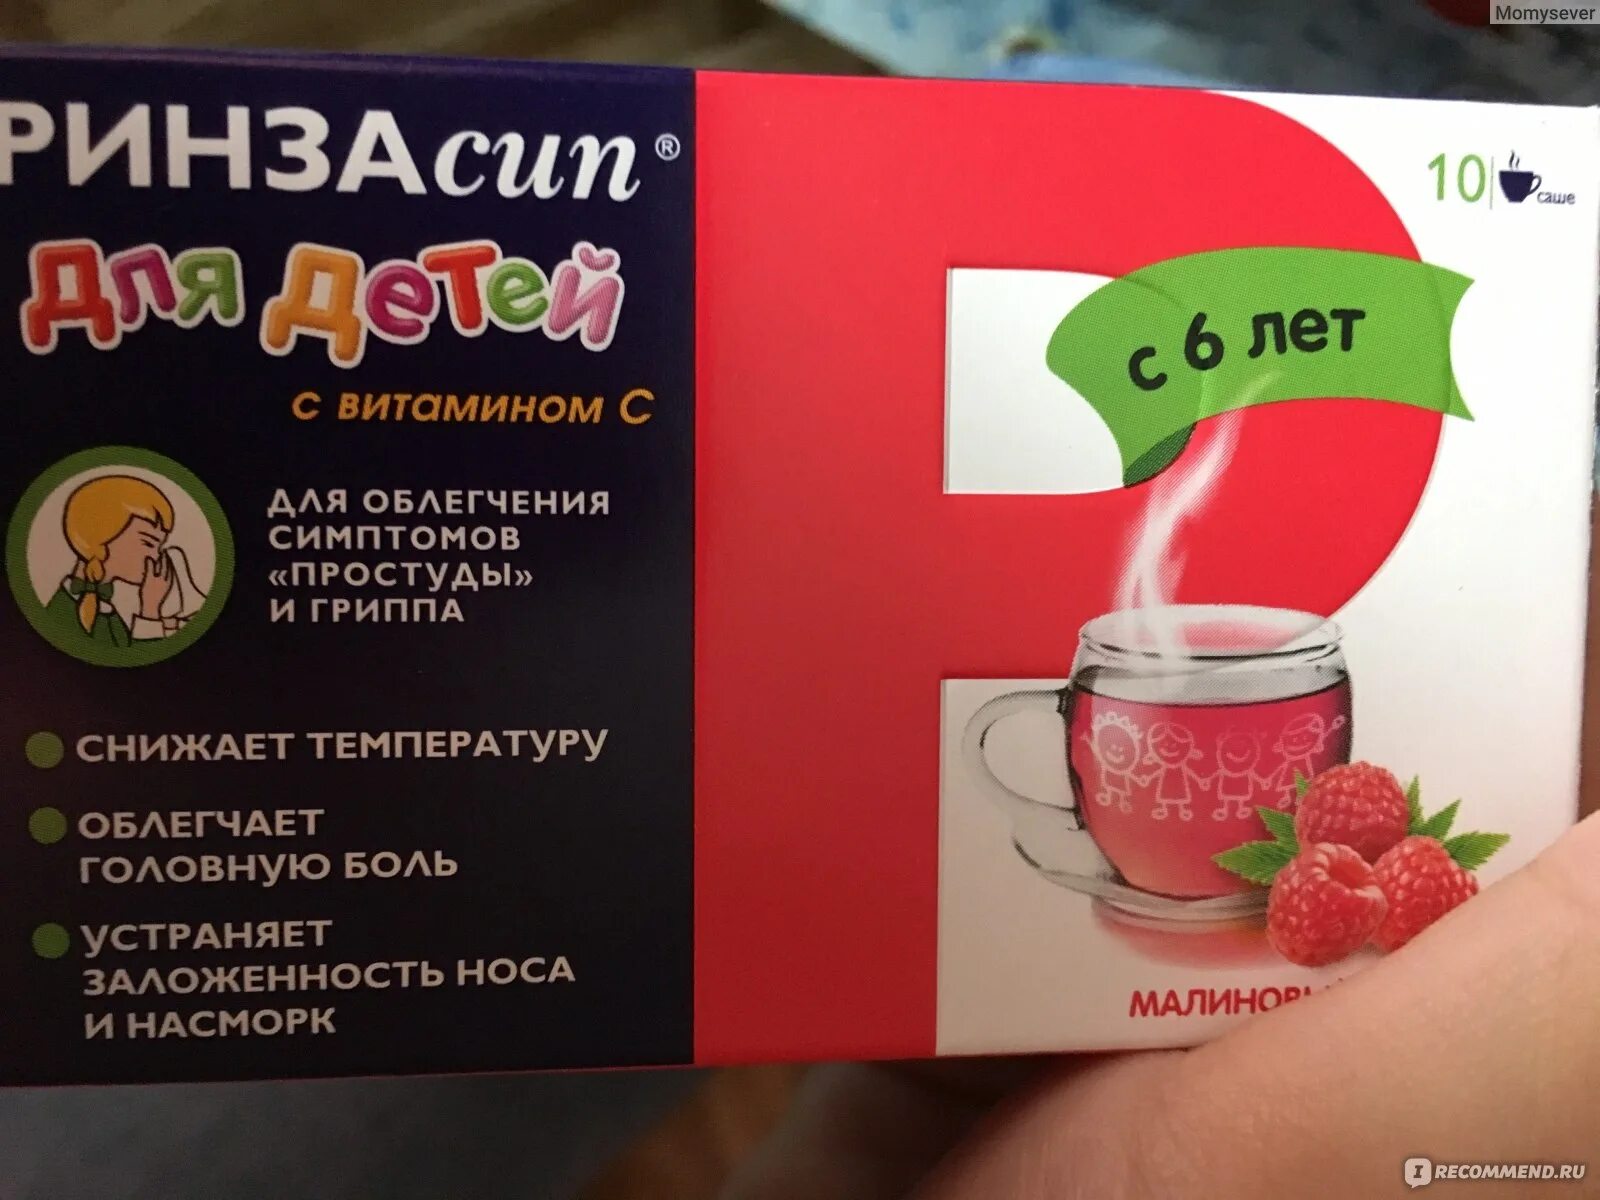 Momysever
РИНЗАсип®
для детей
с витамином С
ДЛЯ ОБЛЕГЧЕНИЯ
СИМПТОМОВ
«ПРОСТУДЫ»
И ГРИППА
СНИЖАЕТ ТЕМПЕРАТУРУ
ОБЛЕГЧАЕТ
ГОЛОВНУЮ БОЛЬ
УСТРАНЯЕТ
ЗАЛОЖЕННОСТЬ НОСА
И НАСМОРК
10 саше
с 6 лет
IRECOMMEND.RU